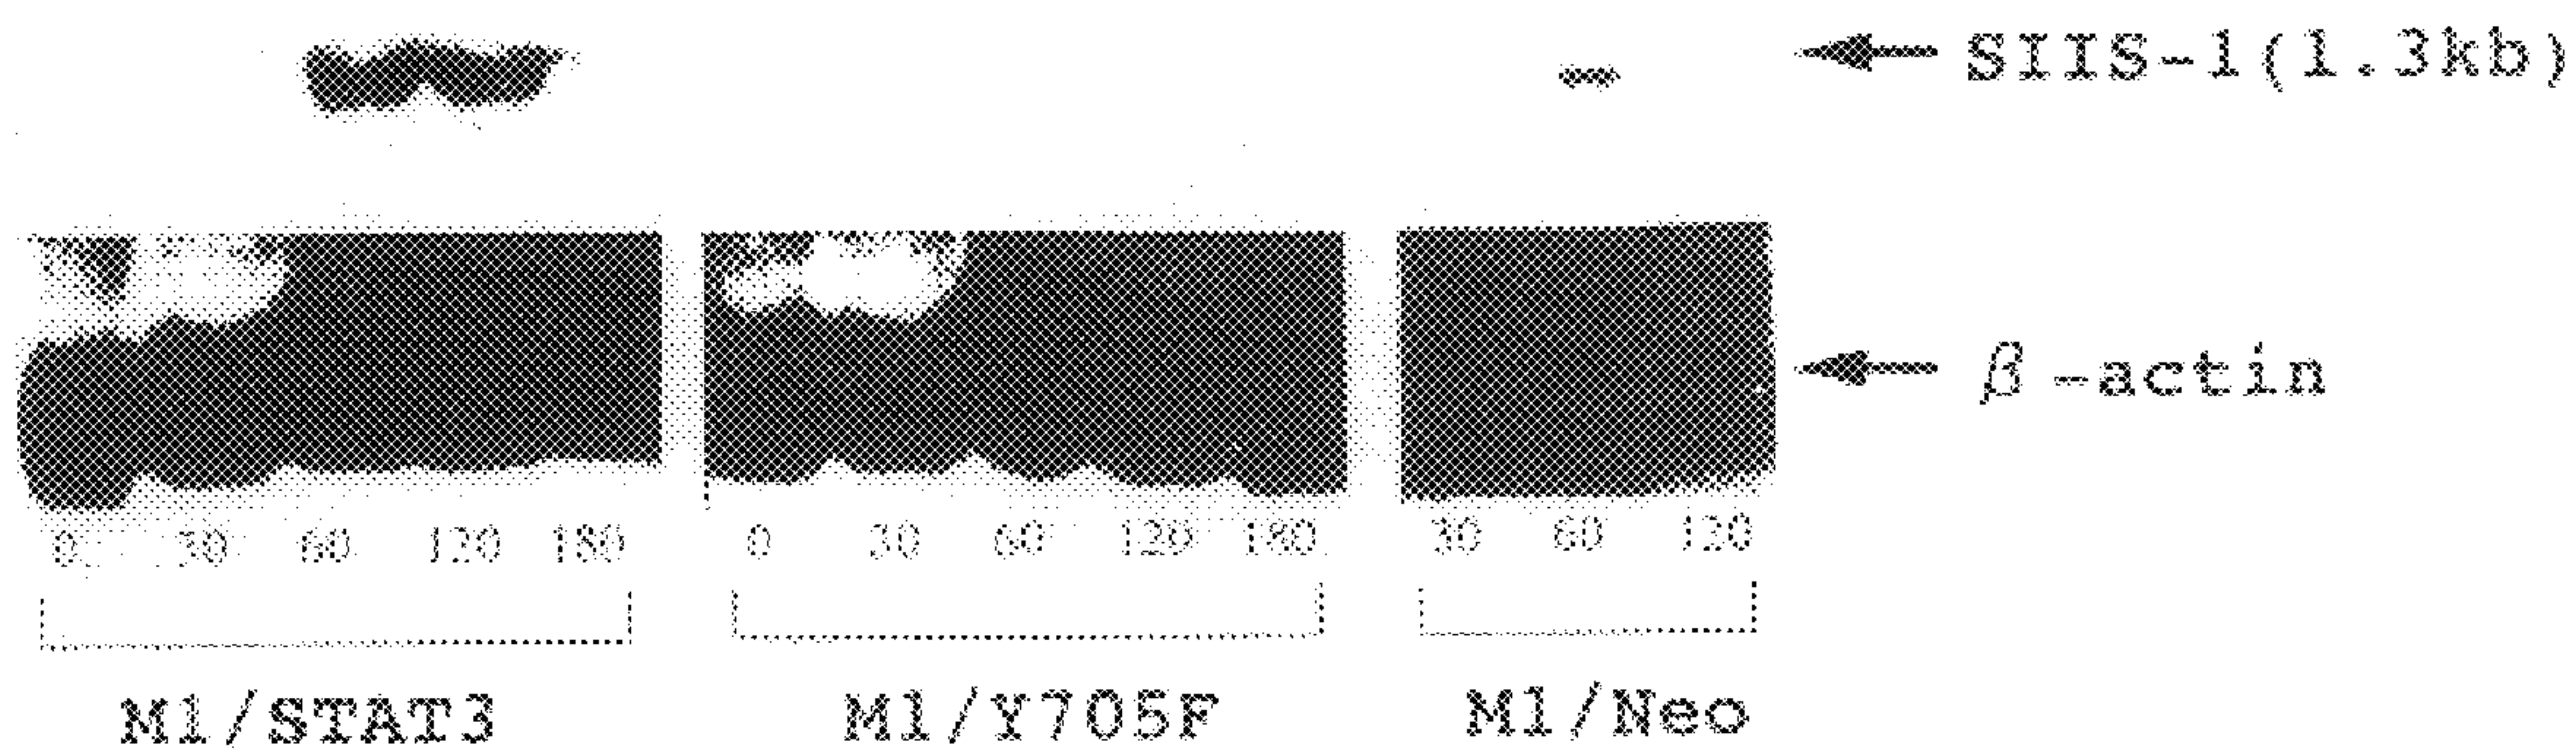 SIIS-1(1.3kb)
β-actin
0 30 60 120 180 0 30 60 120 180 30 60 120
M1/STAT3 M1/Y705F M1/Neo